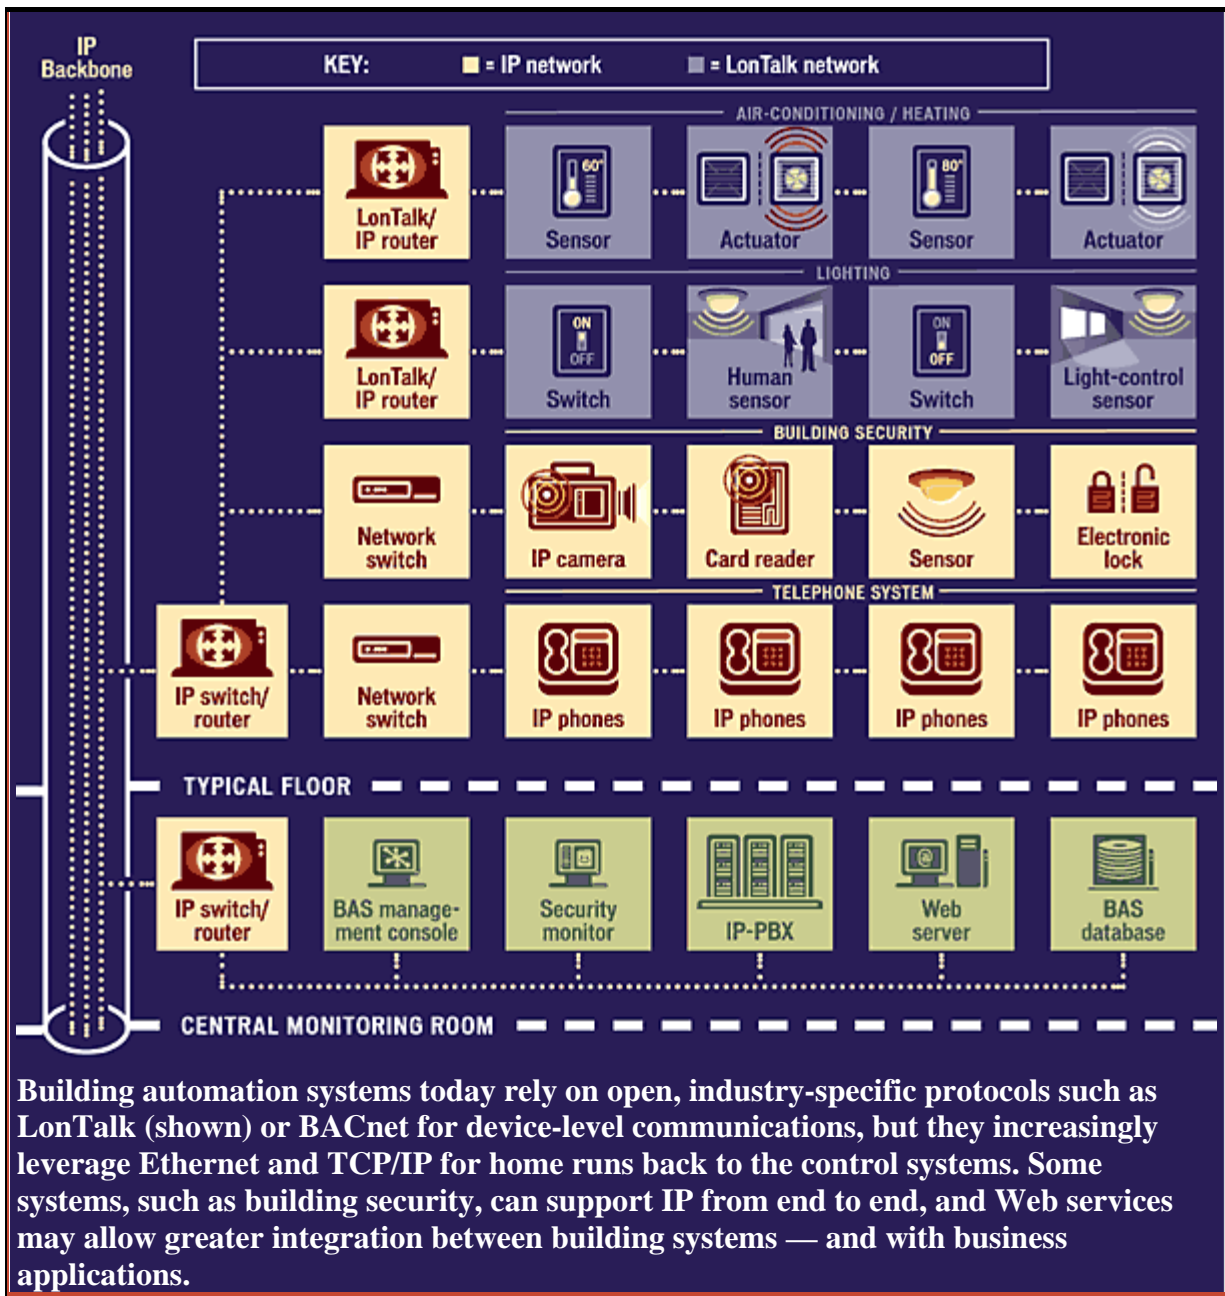 IP
Backbone
KEY:
= IP network
= LonTalk network
AIR-CONDITIONING / HEATING
LonTalk/
IP router
60°
Sensor
Actuator
80°
Sensor
Actuator
LIGHTING
LonTalk/
IP router
ON
OFF
Switch
Human
sensor
ON
OFF
Switch
Light-control
sensor
BUILDING SECURITY
Network
switch
IP camera
Card reader
Sensor
Electronic
lock
TELEPHONE SYSTEM
IP switch/
router
Network
switch
IP phones
IP phones
IP phones
IP phones
TYPICAL FLOOR
IP switch/
router
BAS manage-
ment console
Security
monitor
IP-PBX
@
Web
server
BAS
database
CENTRAL MONITORING ROOM
Building automation systems today rely on open, industry-specific protocols such as
LonTalk (shown) or BACnet for device-level communications, but they increasingly
leverage Ethernet and TCP/IP for home runs back to the control systems. Some
systems, such as building security, can support IP from end to end, and Web services
may allow greater integration between building systems — and with business
applications.